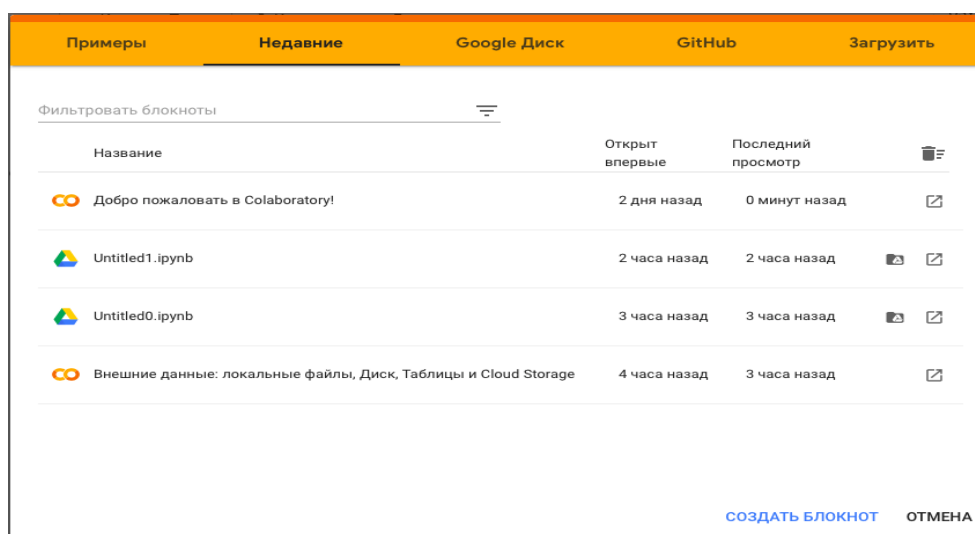 Примеры Недавние Google Диск GitHub Загрузить
Фильтровать блокноты
Название Открыт впервые Последний просмотр
Добро пожаловать в Colaboratory! 2 дня назад 0 минут назад
Untitled1.ipynb 2 часа назад 2 часа назад
Untitled0.ipynb 3 часа назад 3 часа назад
Внешние данные: локальные файлы, Диск, Таблицы и Cloud Storage 4 часа назад 3 часа назад
СОЗДАТЬ БЛОКНОТ ОТМЕНА